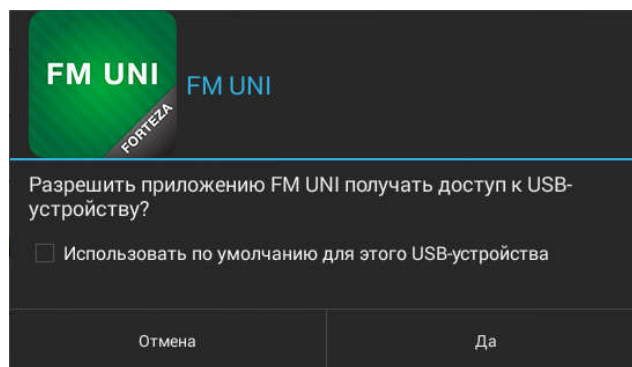 FM UNI
FORTEZA
FM UNI
Разрешить приложению FM UNI получать доступ к USB-
устройству?
Использовать по умолчанию для этого USB-устройства
Отмена
Да